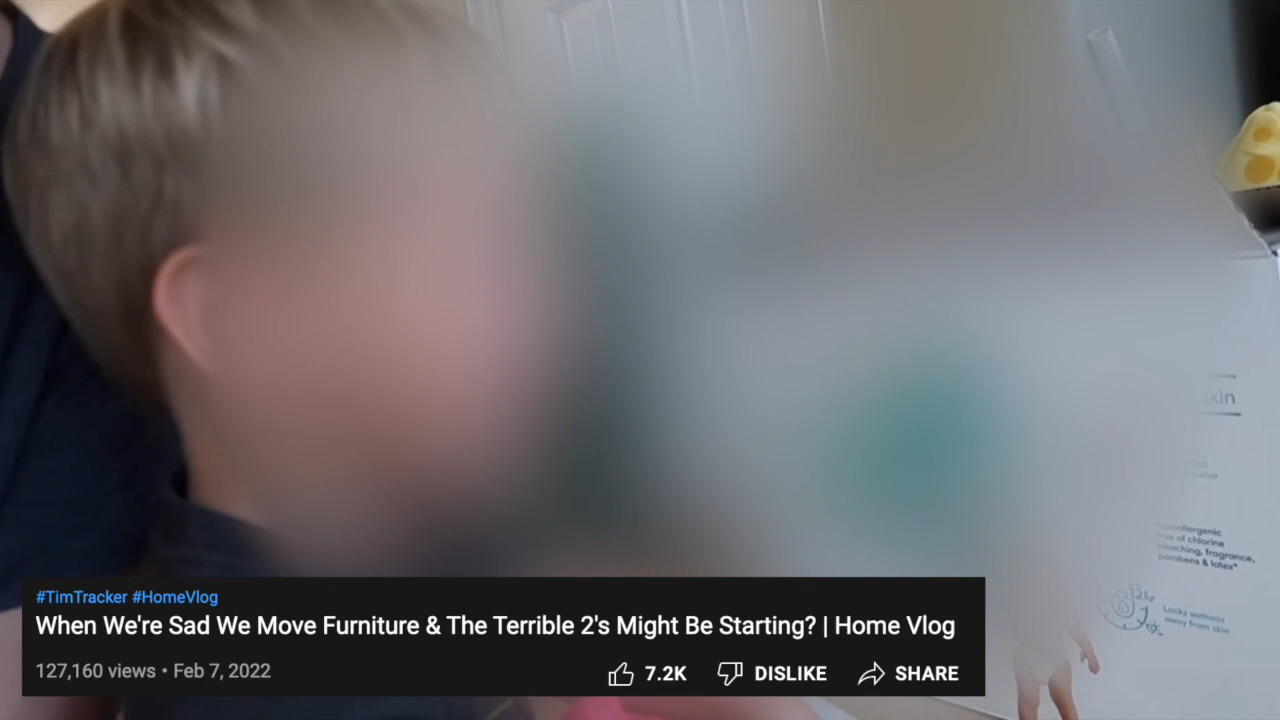 skin
hypoallergenic
free of chlorine
bleaching, fragrance,
parabens & latex*
12hr
Locks wetness
away from skin
#TimTracker #HomeVlog
When We're Sad We Move Furniture & The Terrible 2's Might Be Starting? | Home Vlog
127,160 views • Feb 7, 2022
7.2K DISLIKE SHARE